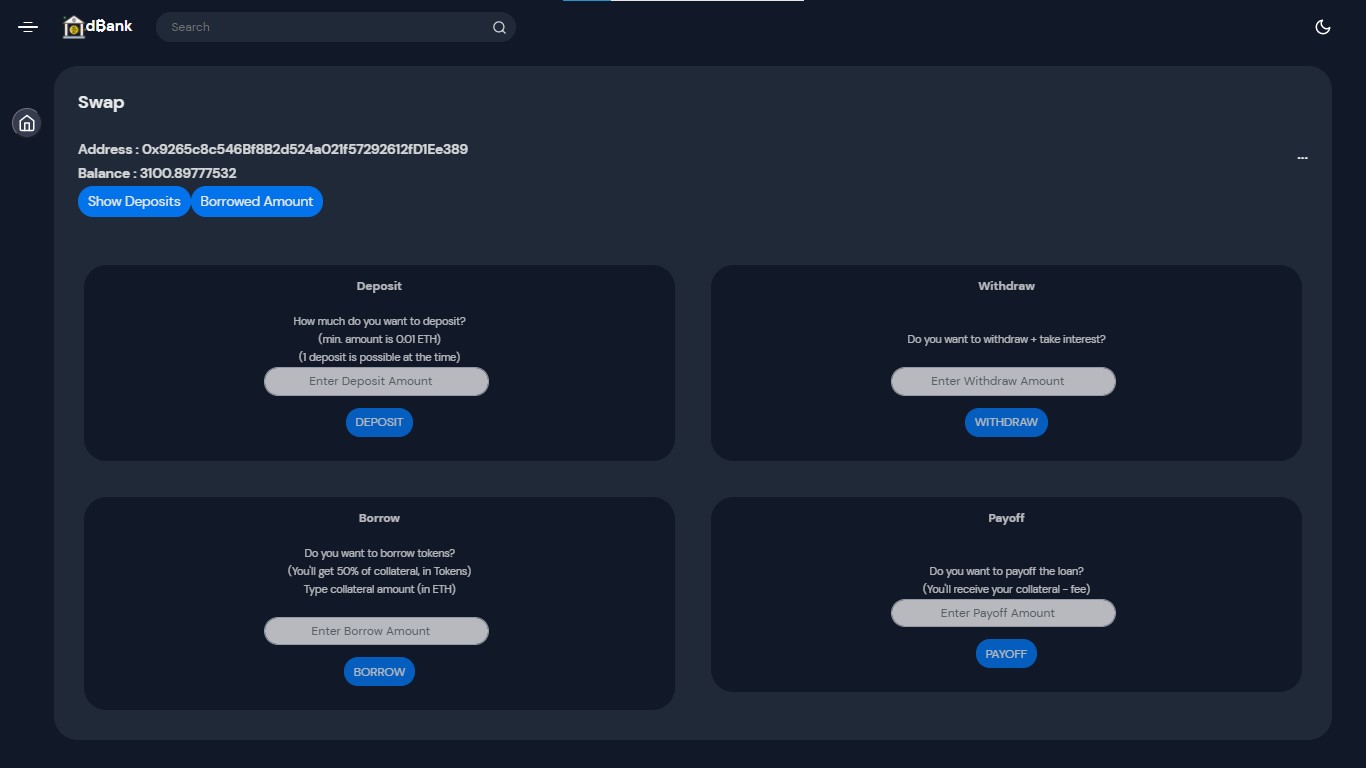 dBank
Search
Swap
Address : 0x9265c8c546Bf8B2d524a021f57292612fD1Ee389
...
Balance : 3100.89777532
Show Deposits Borrowed Amount
Deposit
How much do you want to deposit?
(min. amount is 0.01 ETH)
(1 deposit is possible at the time)
Enter Deposit Amount
DEPOSIT
Withdraw
Do you want to withdraw + take interest?
Enter Withdraw Amount
WITHDRAW
Borrow
Do you want to borrow tokens?
(You'll get 50% of collateral, in Tokens)
Type collateral amount (in ETH)
Enter Borrow Amount
BORROW
Payoff
Do you want to payoff the loan?
(You'll receive your collateral - fee)
Enter Payoff Amount
PAYOFF